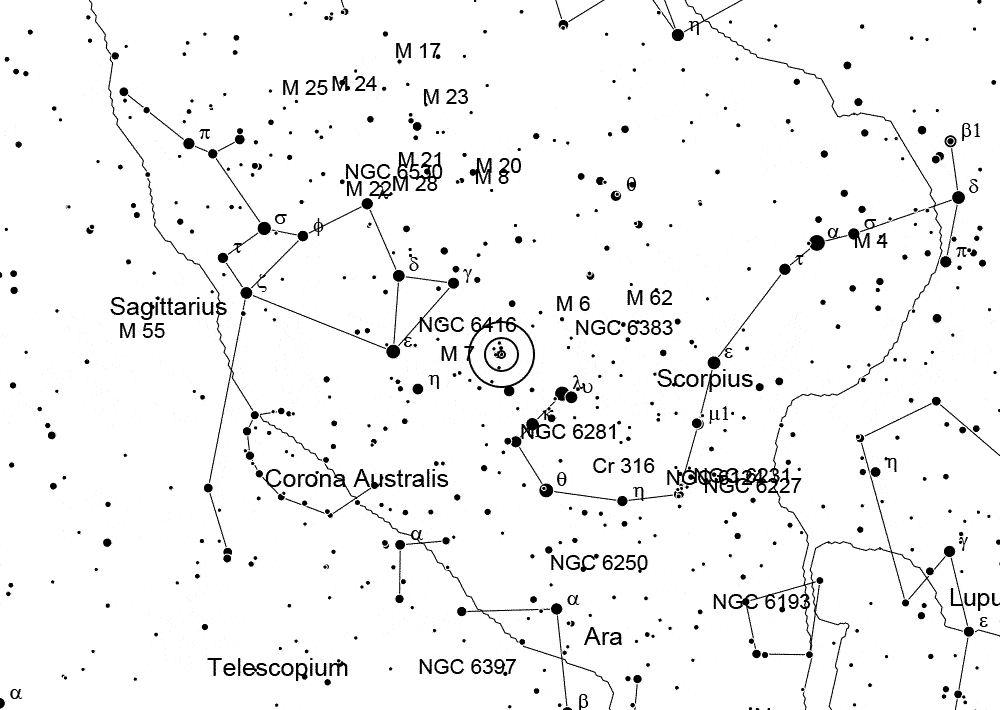 η
M 17
M 25 M 24
M 23
β1
π
M 21
M 20
NGC 6530
M 8
M 22 M 28
λ
θ
δ
σ
ϕ
α
σ
M 4
τ
τ
π
δ
γ
ζ
Sagittarius
M 55
M 6
M 62
NGC 6416
NGC 6383
ε
M 7
ε
η
Scorpius
λ
υ
κ
μ1
NGC 6281
η
Cr 316
NGC 6231
NGC 6227
Corona Australis
θ
η
ζ
α
γ
NGC 6250
NGC 6193
α
Lupu
ε
Ara
Telescopium
NGC 6397
α
β